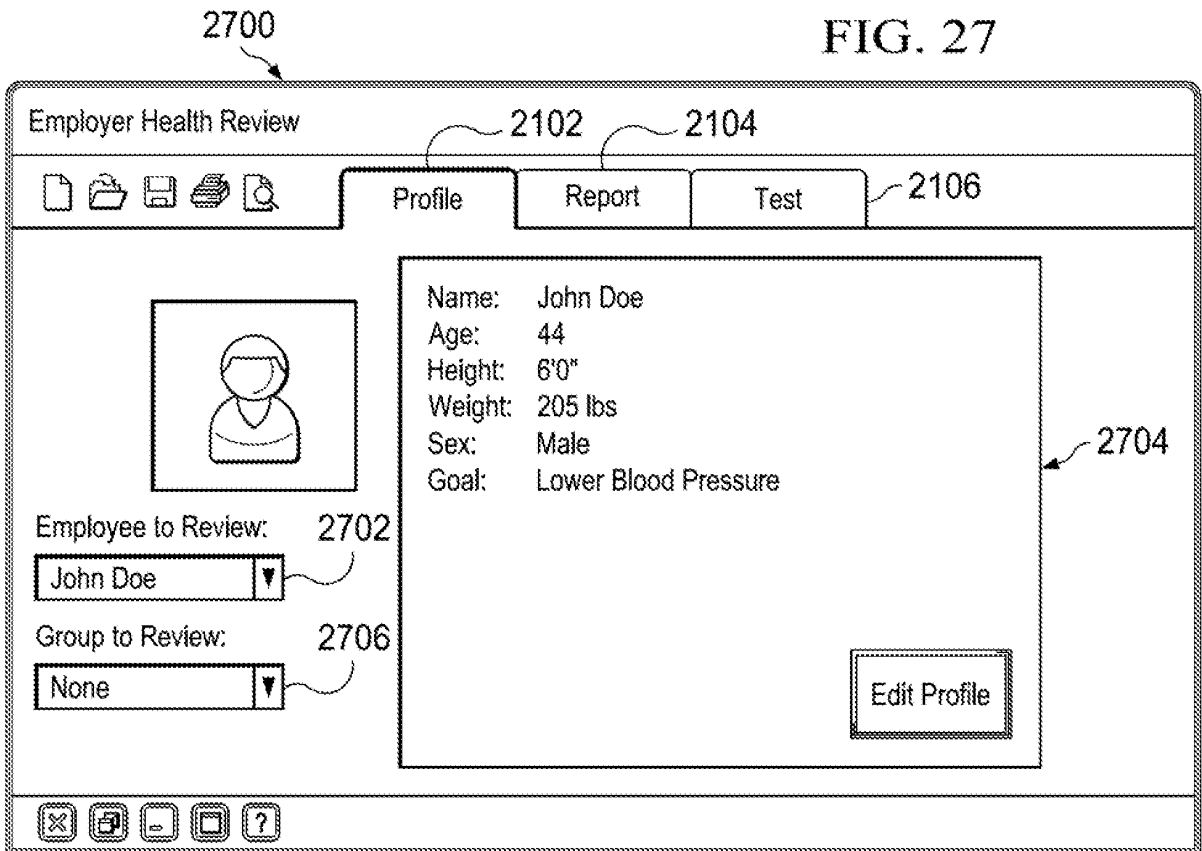 2700
FIG. 27
Employer Health Review
2102
2104
Profile
Report
Test
2106
Name: John Doe
Age: 44
Height: 6'0"
Weight: 205 lbs
Sex: Male
Goal: Lower Blood Pressure
2704
Employee to Review:
2702
John Doe
Group to Review:
2706
None
Edit Profile
?